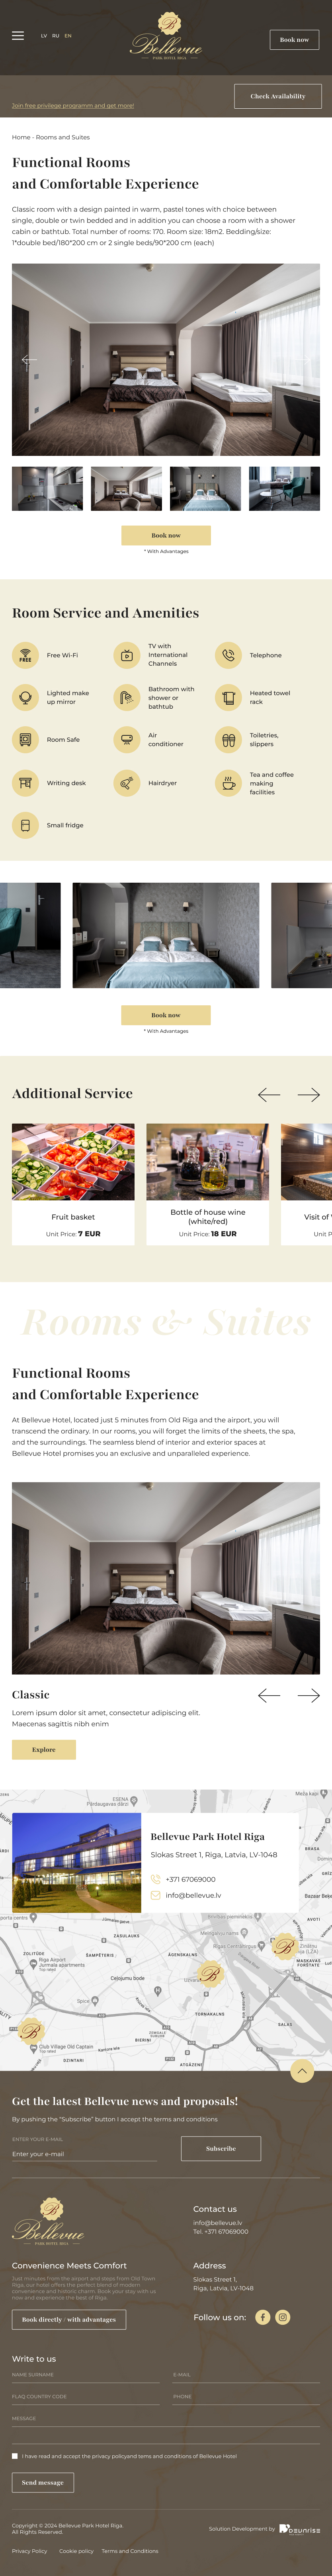 LV RU EN
Bellevue
PARK HOTEL RIGA
Book now
Join free privilege programm and get more!
Check Availability
Home - Rooms and Suites
Functional Rooms
and Comfortable Experience
Classic room with a design painted in warm, pastel tones with choice between
single, double or twin bedded and in addition you can choose a room with a shower
cabin or bathtub. Total number of rooms: 170. Room size: 18m2. Bedding/size:
1*double bed/180*200 cm or 2 single beds/90*200 cm (each)
Book now
* With Advantages
Room Service and Amenities
FREE
Free Wi-Fi
TV with
International
Channels
Telephone
Lighted make
up mirror
Bathroom with
shower or
bathtub
Heated towel
rack
Room Safe
Air
conditioner
Toiletries,
slippers
Writing desk
Hairdryer
Tea and coffee
making
facilities
Small fridge
Book now
* With Advantages
Additional Service
Fruit basket
Unit Price: 7 EUR
Bottle of house wine
(white/red)
Unit Price: 18 EUR
Visit of
Unit P
Rooms & Suites
Functional Rooms
and Comfortable Experience
At Bellevue Hotel, located just 5 minutes from Old Riga and the airport, you will
transcend the ordinary. In our rooms, you will forget the limits of the sheets, the spa,
and the surroundings. The seamless blend of interior and exterior spaces at
Bellevue Hotel promises you an exclusive and unparalleled experience.
Classic
Lorem ipsum dolor sit amet, consectetur adipiscing elit.
Maecenas sagittis nibh enim
Explore
Bellevue Park Hotel Riga
Slokas Street 1, Riga, Latvia, LV-1048
+371 67069000
info@bellevue.lv
ZASULAUKS
ZOLITŪDE
ŠAMPĒTERIS
ĀGENSKALNS
Riga Airport
Jurmala apartments
Top rated
Ceļojumu bode
Spice
TORŅAKALNS
BIERIŅI
SALAS
Club Village Old Captain
Top rated
DZINTARI
ATGĀZENE
MASKAVAS
FORŠTATE
AVOTI
BRASA
Get the latest Bellevue news and proposals!
By pushing the "Subscribe" button I accept the terms and conditions
ENTER YOUR E-MAIL
Enter your e-mail
Subscribe
Bellevue
PARK HOTEL RIGA
Contact us
info@bellevue.lv
Tel. +371 67069000
Convenience Meets Comfort
Just minutes from the airport and steps from Old Town
Riga, our hotel offers the perfect blend of modern
convenience and historic charm. Book your stay with us
now and experience the best of Riga.
Address
Slokas Street 1,
Riga, Latvia, LV-1048
Book directly / with advantages
Follow us on:
Write to us
NAME SURNAME
E-MAIL
FLAQ COUNTRY CODE
PHONE
MESSAGE
I have read and accept the privacy policyand tems and conditions of Bellevue Hotel
Send message
Copyright © 2024 Bellevue Park Hotel Riga.
All Rights Reserved.
Solution Development by
Privacy Policy Cookie policy Terms and Conditions